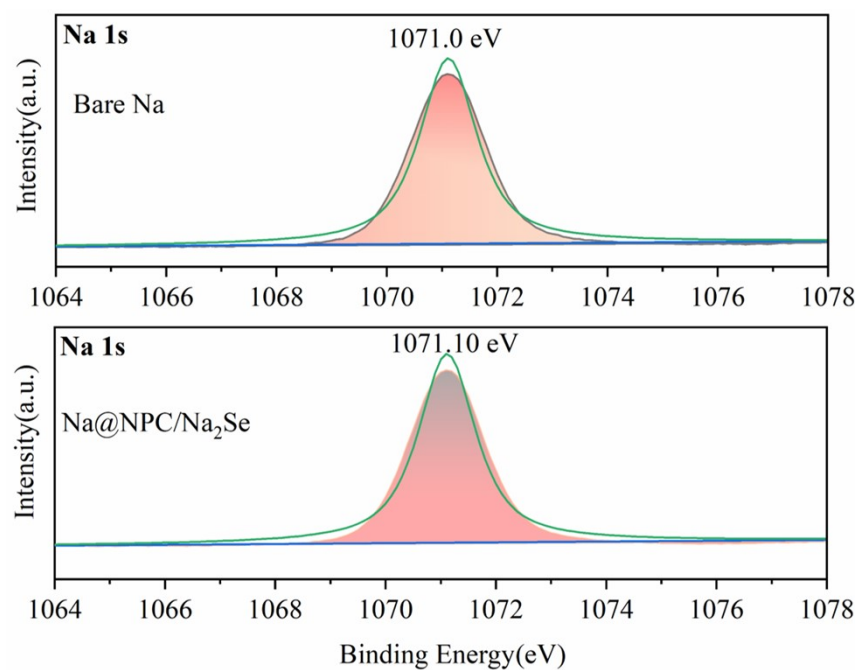 Na 1s
1071.0 eV
Bare Na
Intensity(a.u.)
1064 1066 1068 1070 1072 1074 1076 1078
Na 1s
1071.10 eV
Na@NPC/Na₂Se
Intensity(a.u.)
1064 1066 1068 1070 1072 1074 1076 1078
Binding Energy(eV)